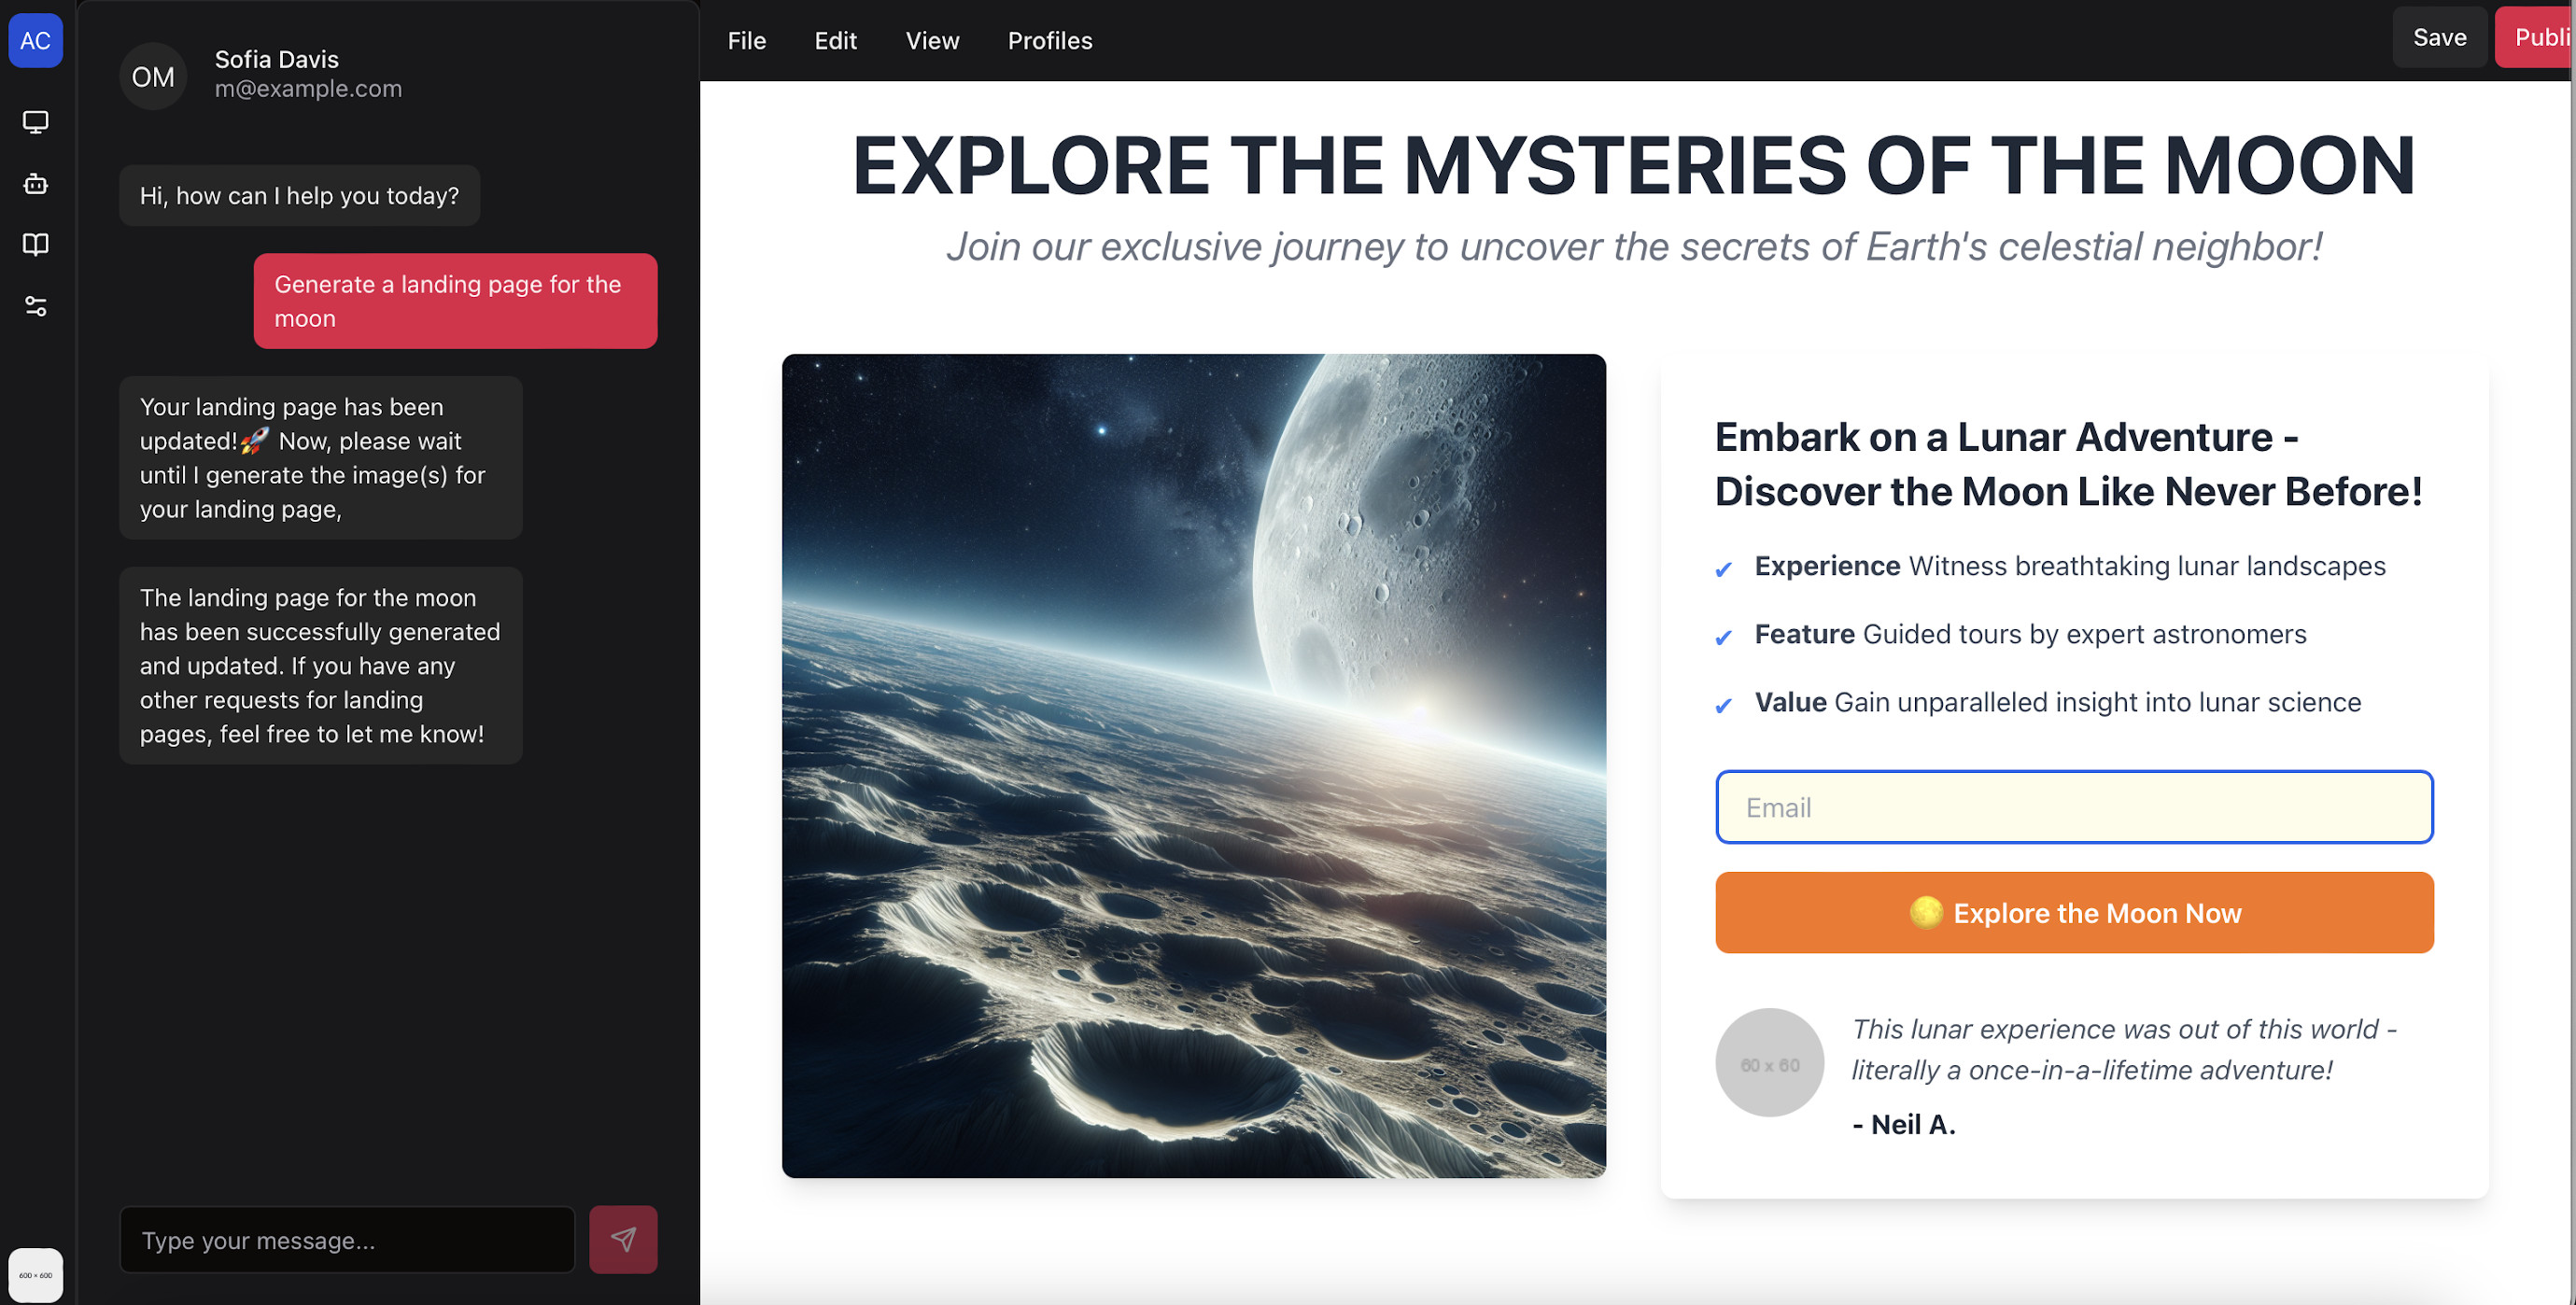 AC
OM
Sofia Davis
m@example.com
Hi, how can I help you today?
Generate a landing page for the
moon
Your landing page has been
updated!🚀 Now, please wait
until I generate the image(s) for
your landing page,
The landing page for the moon
has been successfully generated
and updated. If you have any
other requests for landing
pages, feel free to let me know!
Type your message...
600 × 600
File Edit View Profiles
Save
Publi
EXPLORE THE MYSTERIES OF THE MOON
Join our exclusive journey to uncover the secrets of Earth's celestial neighbor!
Embark on a Lunar Adventure -
Discover the Moon Like Never Before!
✔ Experience Witness breathtaking lunar landscapes
✔ Feature Guided tours by expert astronomers
✔ Value Gain unparalleled insight into lunar science
Email
🌕 Explore the Moon Now
60 x 60
This lunar experience was out of this world -
literally a once-in-a-lifetime adventure!
- Neil A.